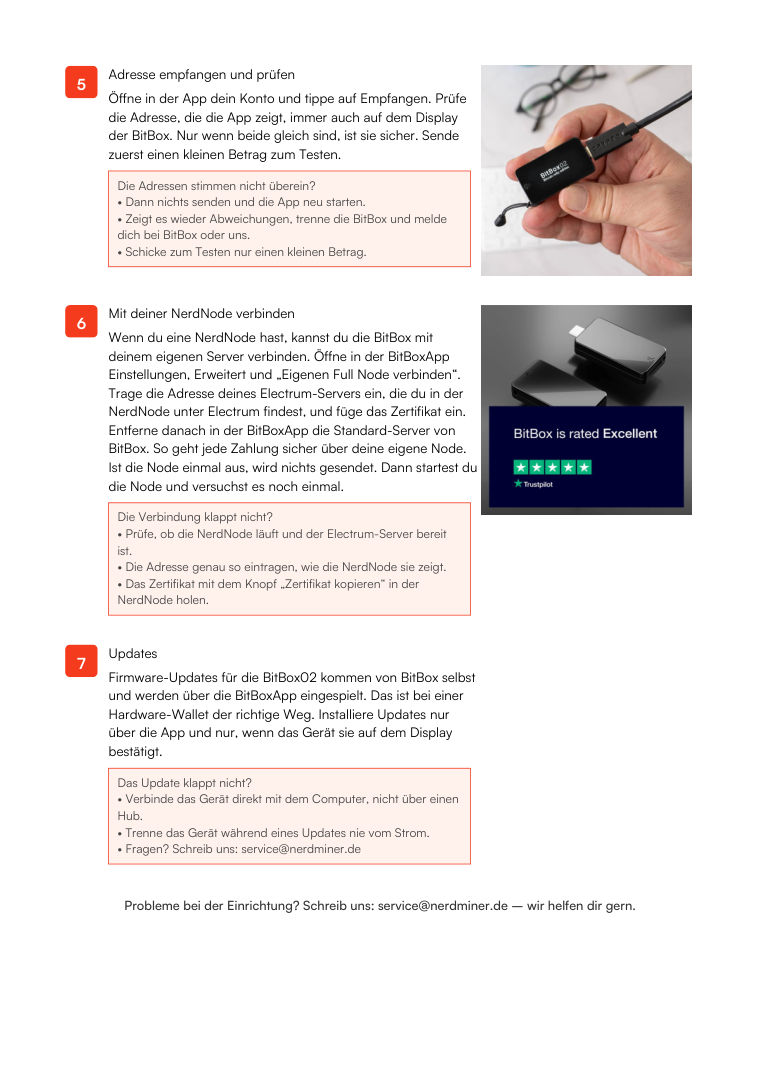 5
Adresse empfangen und prüfen
Öffne in der App dein Konto und tippe auf Empfangen. Prüfe
die Adresse, die die App zeigt, immer auch auf dem Display
der BitBox. Nur wenn beide gleich sind, ist sie sicher. Sende
zuerst einen kleinen Betrag zum Testen.
Die Adressen stimmen nicht überein?
• Dann nichts senden und die App neu starten.
• Zeigt es wieder Abweichungen, trenne die BitBox und melde
dich bei BitBox oder uns.
• Schicke zum Testen nur einen kleinen Betrag.
BitBox02
6
Mit deiner NerdNode verbinden
Wenn du eine NerdNode hast, kannst du die BitBox mit
deinem eigenen Server verbinden. Öffne in der BitBoxApp
Einstellungen, Erweitert und „Eigenen Full Node verbinden“.
Trage die Adresse deines Electrum-Servers ein, die du in der
NerdNode unter Electrum findest, und füge das Zertifikat ein.
Entferne danach in der BitBoxApp die Standard-Server von
BitBox. So geht jede Zahlung sicher über deine eigene Node.
Ist die Node einmal aus, wird nichts gesendet. Dann startest du
die Node und versuchst es noch einmal.
BitBox is rated Excellent
Trustpilot
Die Verbindung klappt nicht?
• Prüfe, ob die NerdNode läuft und der Electrum-Server bereit
ist.
• Die Adresse genau so eintragen, wie die NerdNode sie zeigt.
• Das Zertifikat mit dem Knopf „Zertifikat kopieren“ in der
NerdNode holen.
7
Updates
Firmware-Updates für die BitBox02 kommen von BitBox selbst
und werden über die BitBoxApp eingespielt. Das ist bei einer
Hardware-Wallet der richtige Weg. Installiere Updates nur
über die App und nur, wenn das Gerät sie auf dem Display
bestätigt.
Das Update klappt nicht?
• Verbinde das Gerät direkt mit dem Computer, nicht über einen
Hub.
• Trenne das Gerät während eines Updates nie vom Strom.
• Fragen? Schreib uns: service@nerdminer.de
Probleme bei der Einrichtung? Schreib uns: service@nerdminer.de — wir helfen dir gern.